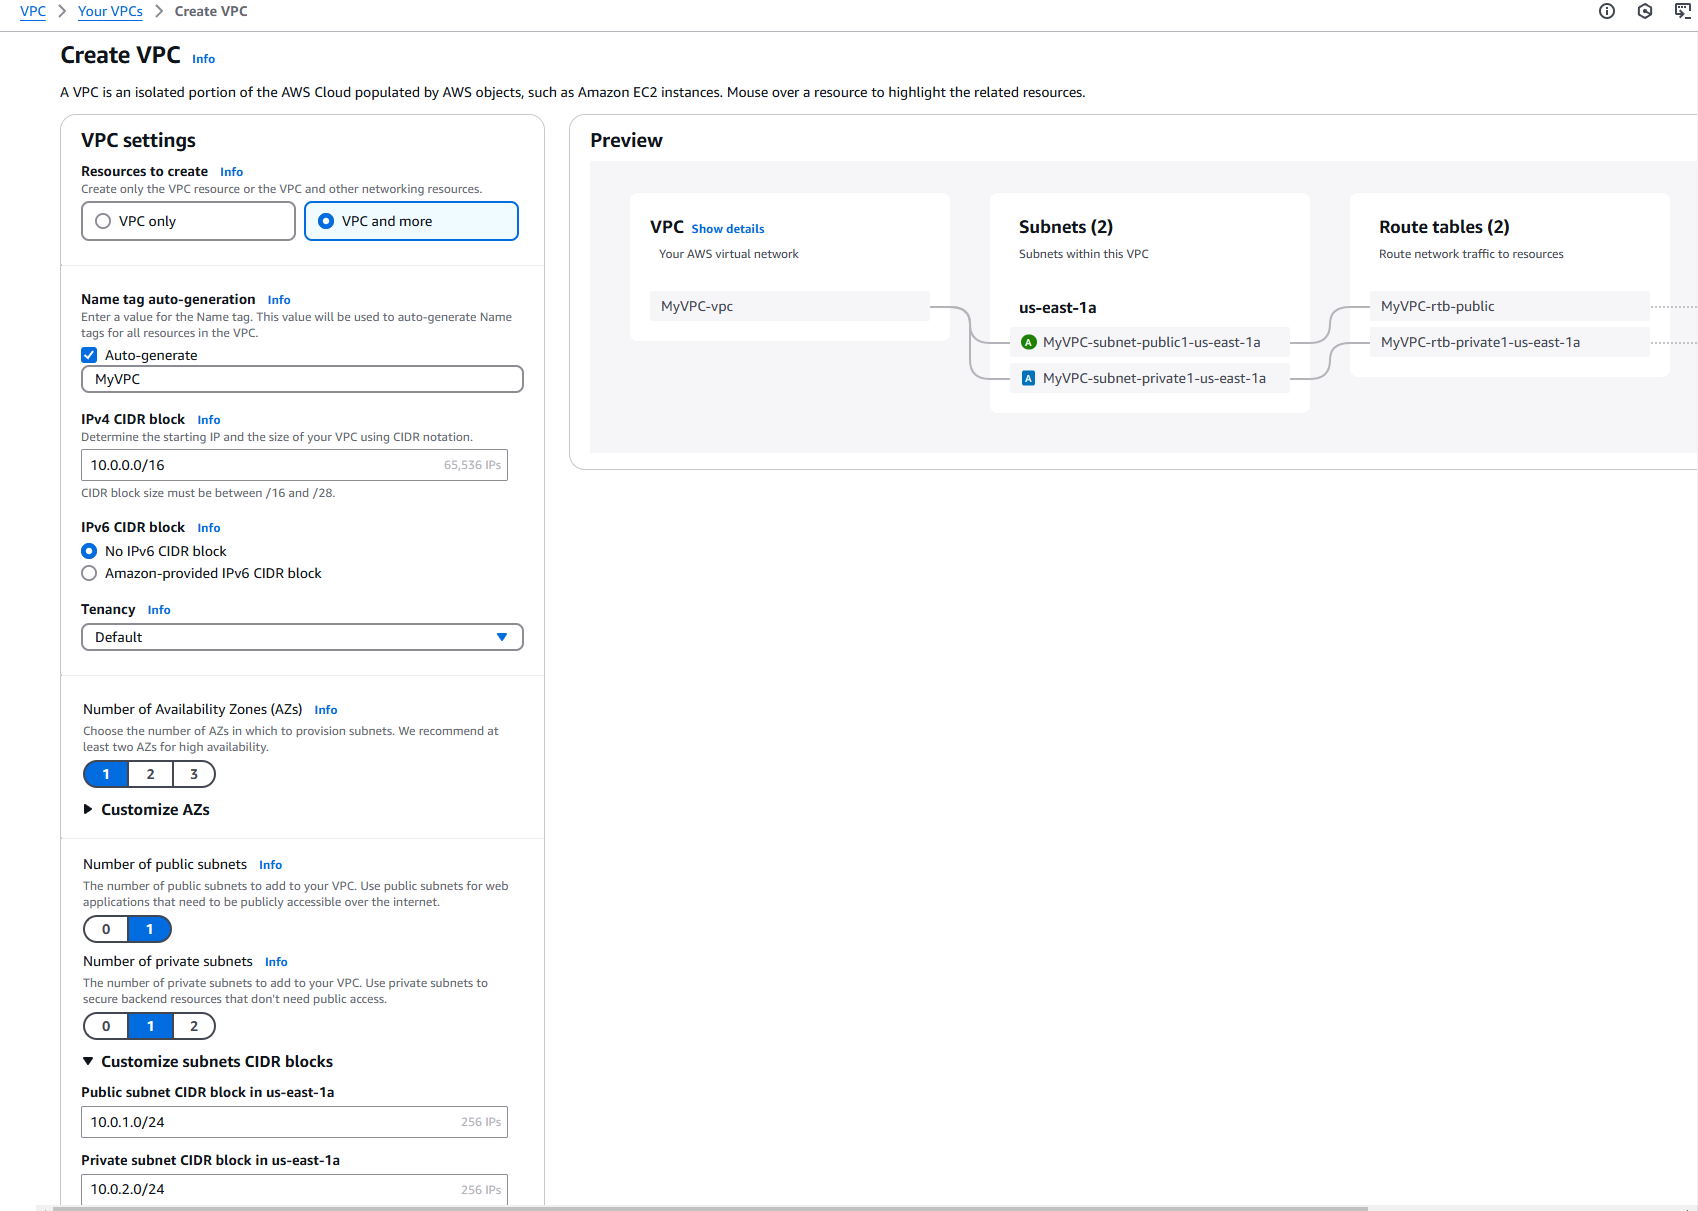 VPC > Your VPCs > Create VPC
Create VPC Info
A VPC is an isolated portion of the AWS Cloud populated by AWS objects, such as Amazon EC2 instances. Mouse over a resource to highlight the related resources.
VPC settings
Resources to create Info
Create only the VPC resource or the VPC and other networking resources.
VPC only
VPC and more
Name tag auto-generation Info
Enter a value for the Name tag. This value will be used to auto-generate Name
tags for all resources in the VPC.
Auto-generate
MyVPC
IPv4 CIDR block Info
Determine the starting IP and the size of your VPC using CIDR notation.
10.0.0.0/16 65,536 IPs
CIDR block size must be between /16 and /28.
IPv6 CIDR block Info
No IPv6 CIDR block
Amazon-provided IPv6 CIDR block
Tenancy Info
Default
Number of Availability Zones (AZs) Info
Choose the number of AZs in which to provision subnets. We recommend at
least two AZs for high availability.
1 2 3
Customize AZs
Number of public subnets Info
The number of public subnets to add to your VPC. Use public subnets for web
applications that need to be publicly accessible over the internet.
0 1
Number of private subnets Info
The number of private subnets to add to your VPC. Use private subnets to
secure backend resources that don't need public access.
0 1 2
Customize subnets CIDR blocks
Public subnet CIDR block in us-east-1a
10.0.1.0/24 256 IPs
Private subnet CIDR block in us-east-1a
10.0.2.0/24 256 IPs
Preview
VPC Show details
Your AWS virtual network
MyVPC-vpc
Subnets (2)
Subnets within this VPC
us-east-1a
A MyVPC-subnet-public1-us-east-1a
A MyVPC-subnet-private1-us-east-1a
Route tables (2)
Route network traffic to resources
MyVPC-rtb-public
MyVPC-rtb-private1-us-east-1a